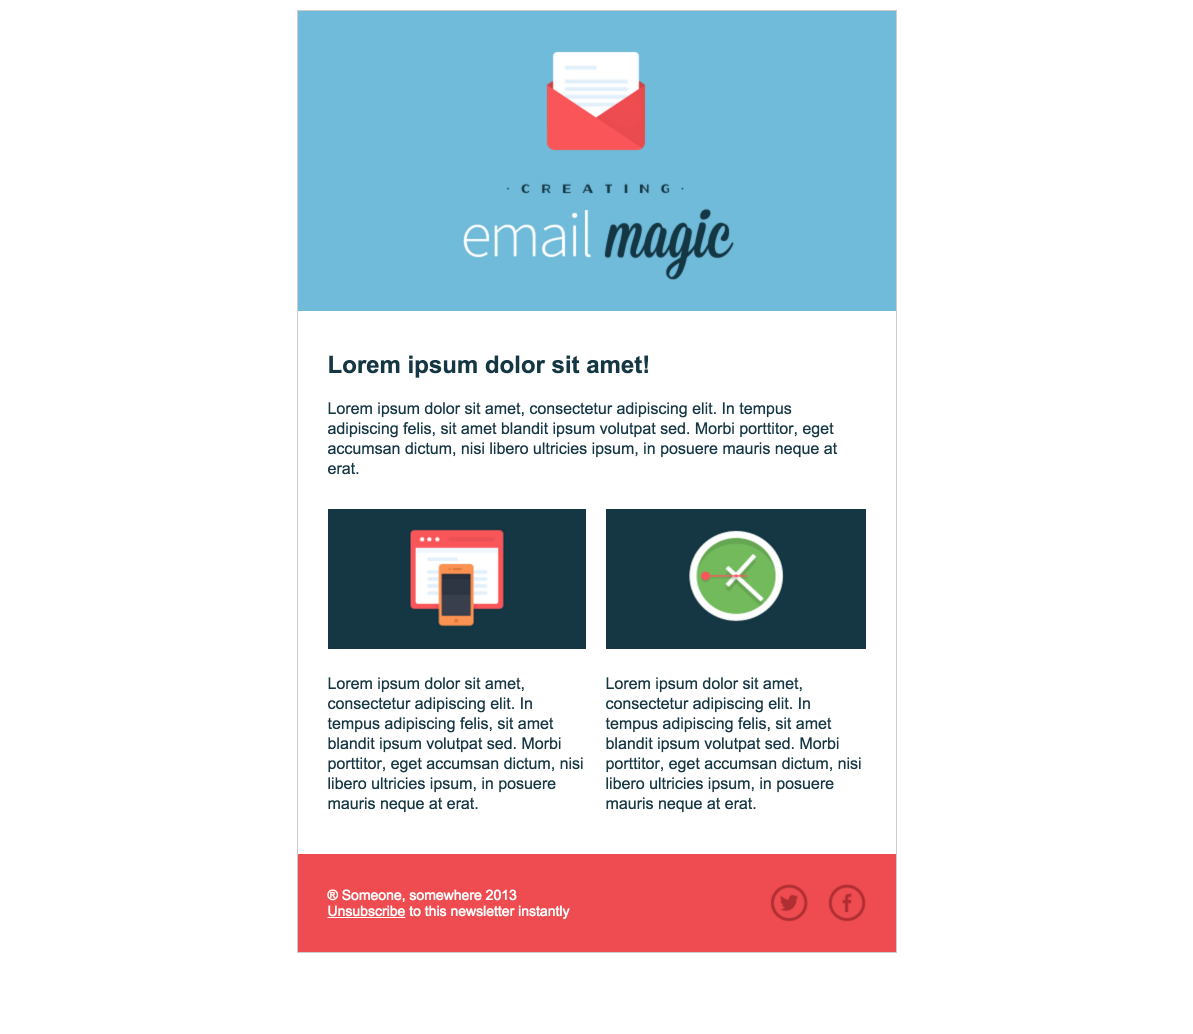 · CREATING ·
email magic
Lorem ipsum dolor sit amet!
Lorem ipsum dolor sit amet, consectetur adipiscing elit. In tempus
adipiscing felis, sit amet blandit ipsum volutpat sed. Morbi porttitor, eget
accumsan dictum, nisi libero ultricies ipsum, in posuere mauris neque at
erat.
Lorem ipsum dolor sit amet,
consectetur adipiscing elit. In
tempus adipiscing felis, sit amet
blandit ipsum volutpat sed. Morbi
porttitor, eget accumsan dictum, nisi
libero ultricies ipsum, in posuere
mauris neque at erat.
Lorem ipsum dolor sit amet,
consectetur adipiscing elit. In
tempus adipiscing felis, sit amet
blandit ipsum volutpat sed. Morbi
porttitor, eget accumsan dictum, nisi
libero ultricies ipsum, in posuere
mauris neque at erat.
® Someone, somewhere 2013
Unsubscribe to this newsletter instantly